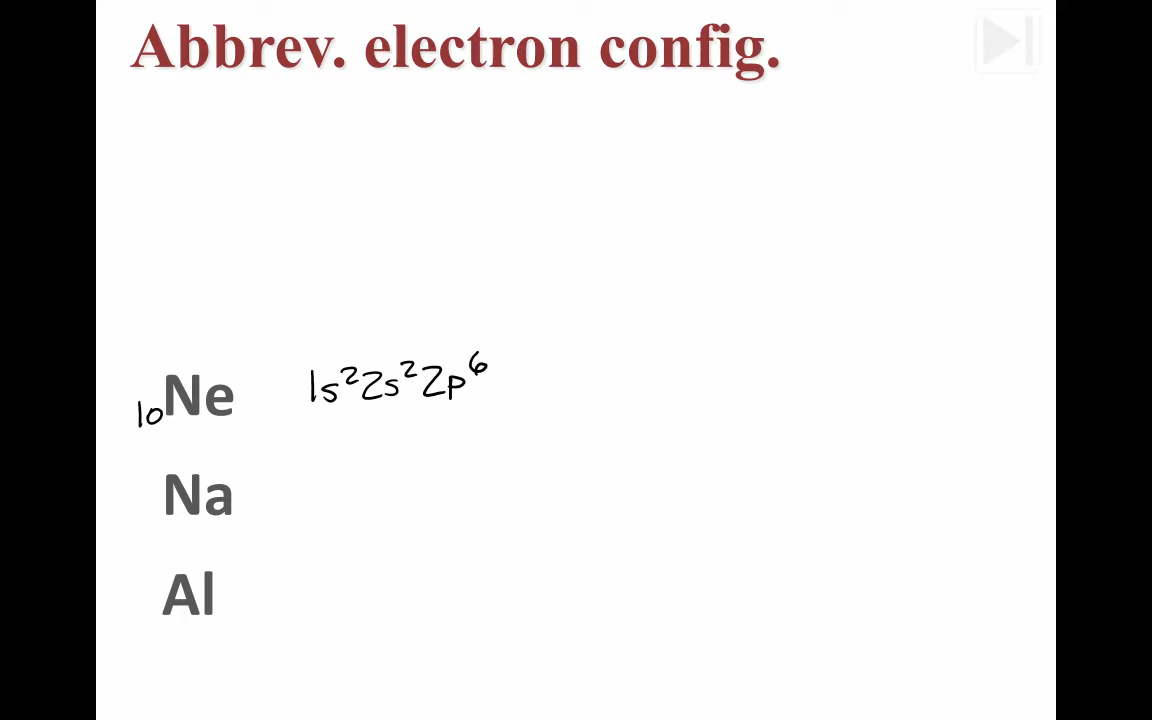 Abbrev. electron config.
₁₀Ne 1s²2s²2p⁶
Na
Al